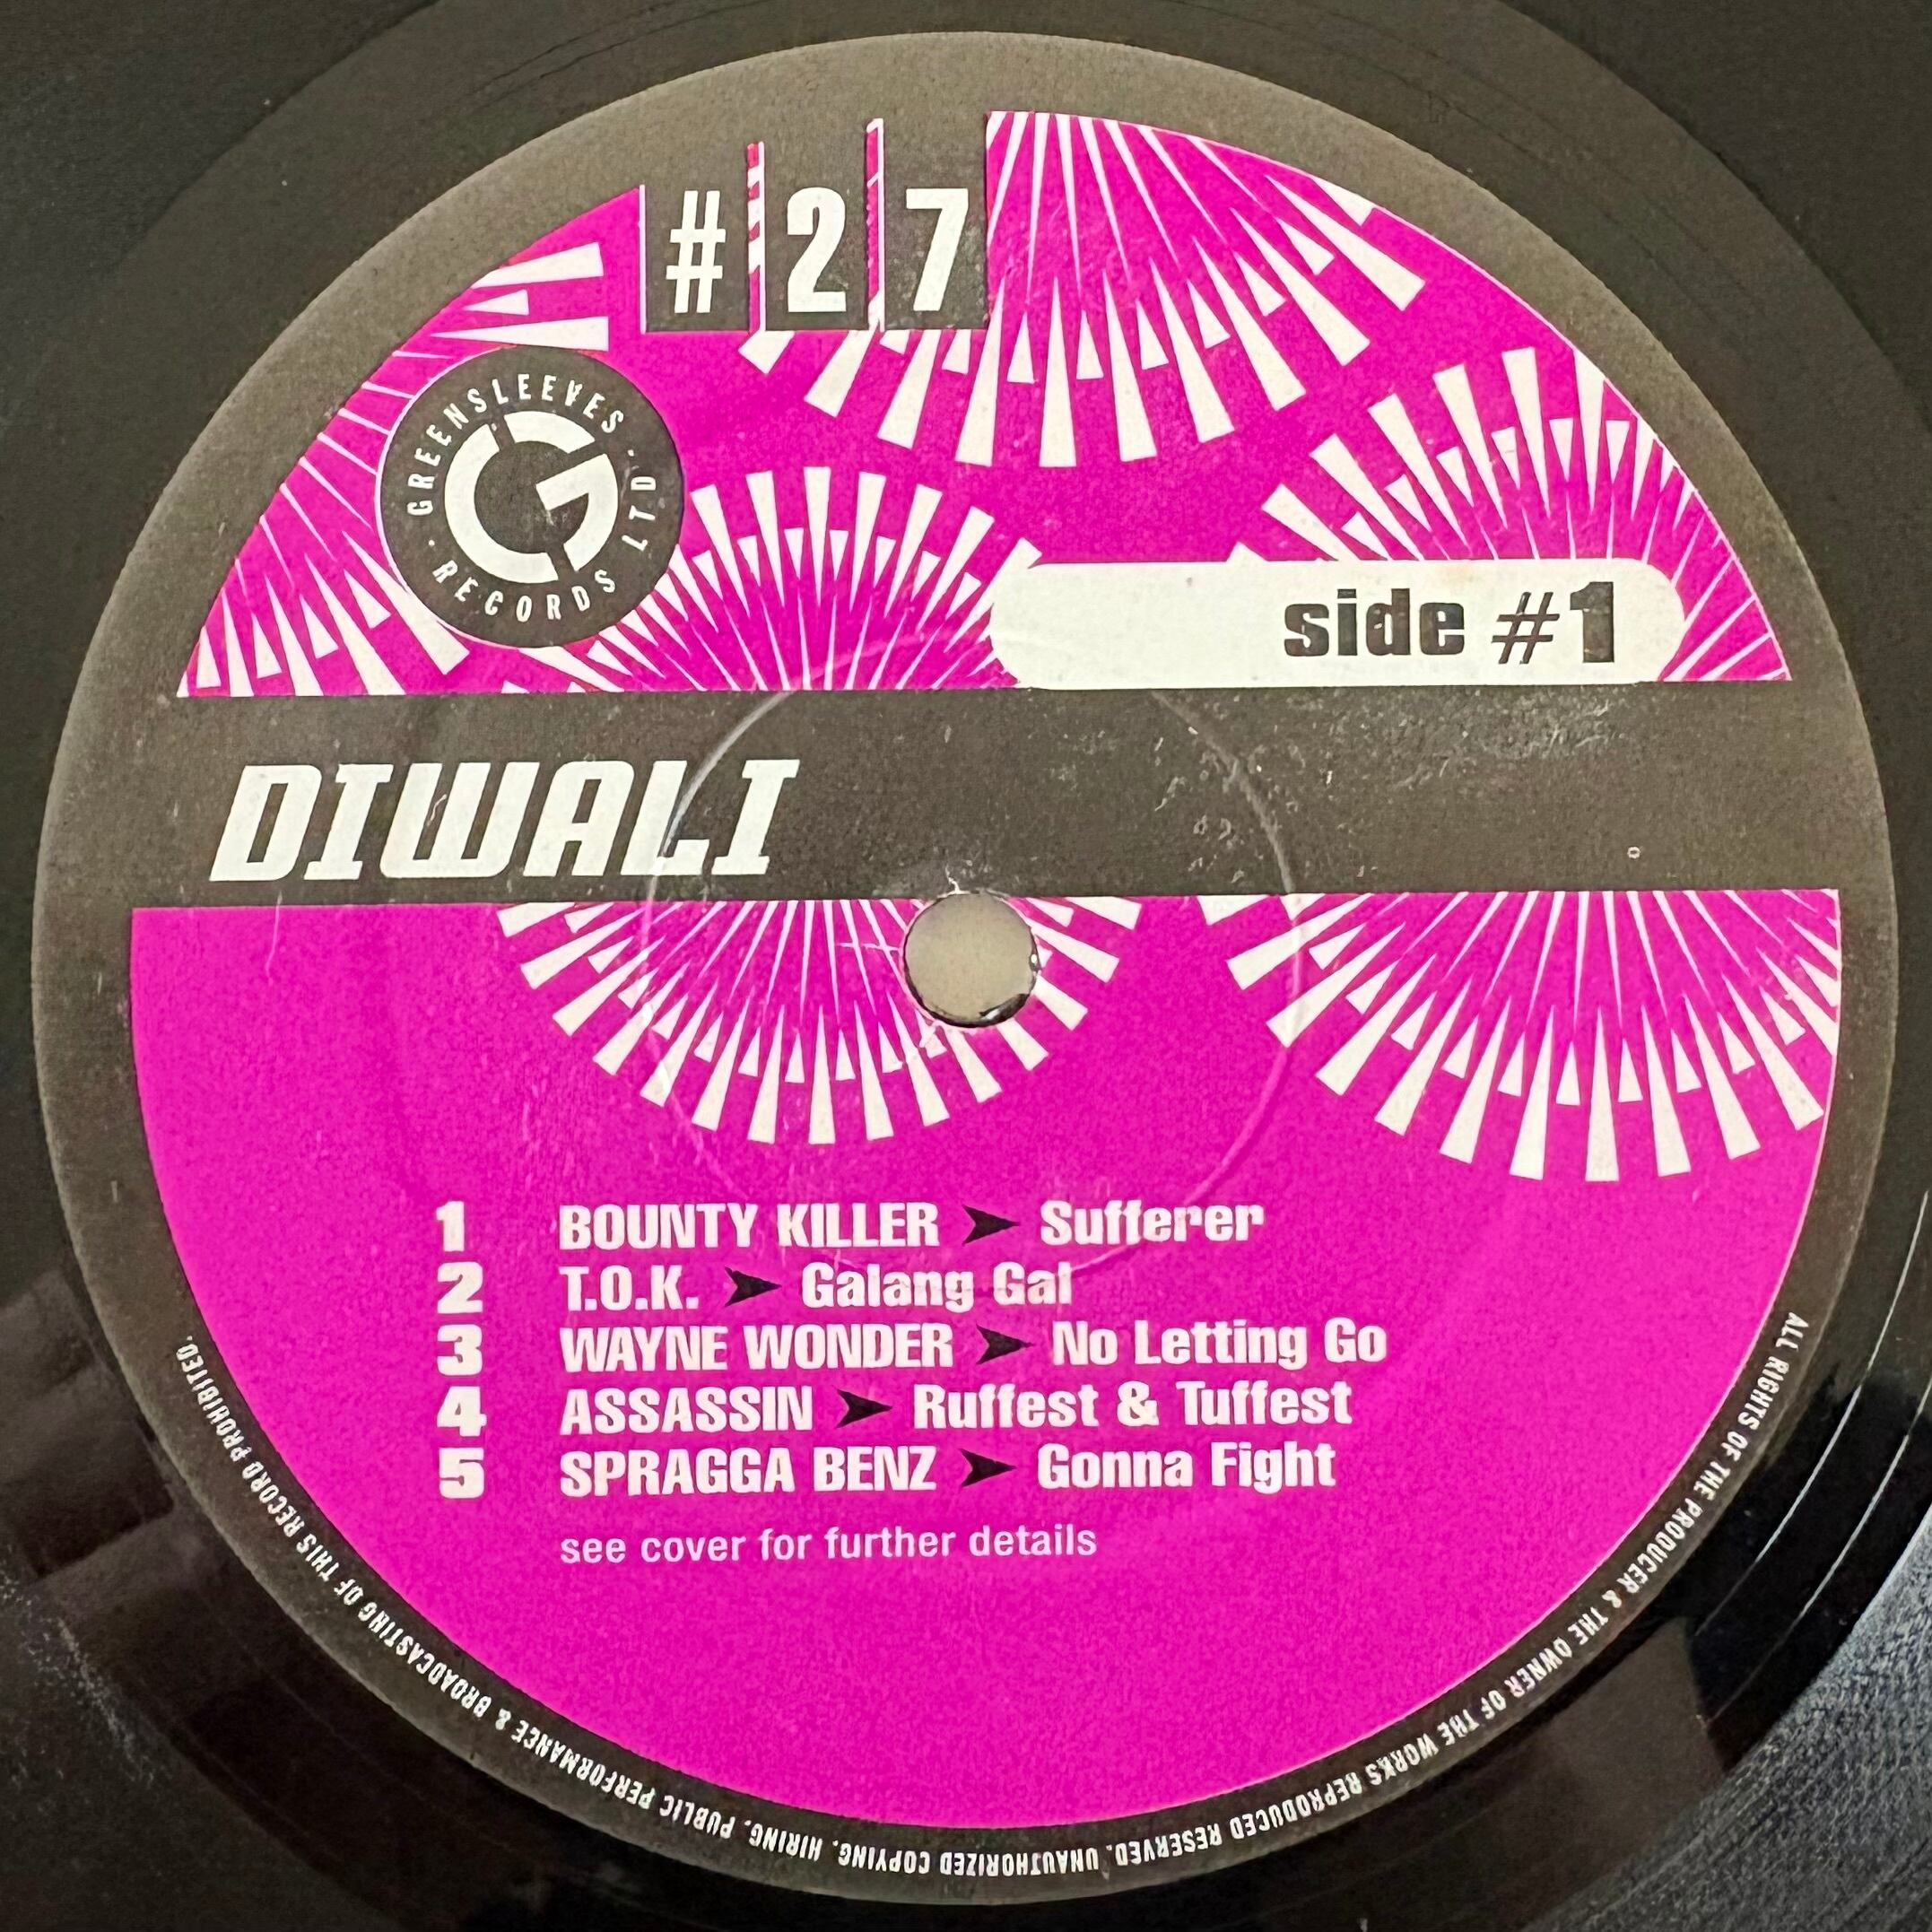 #27
GREENSLEEVES · RECORDS LTD ·
side #1
DIWALI
1 BOUNTY KILLER ➤ Sufferer
2 T.O.K. ➤ Galang Gal
3 WAYNE WONDER ➤ No Letting Go
4 ASSASSIN ➤ Ruffest & Tuffest
5 SPRAGGA BENZ ➤ Gonna Fight
see cover for further details
ALL RIGHTS OF THE PRODUCER & THE OWNER OF THE WORKS REPRODUCED RESERVED. UNAUTHORIZED COPYING, HIRING, PUBLIC PERFORMANCE & BROADCASTING OF THIS RECORD PROHIBITED.